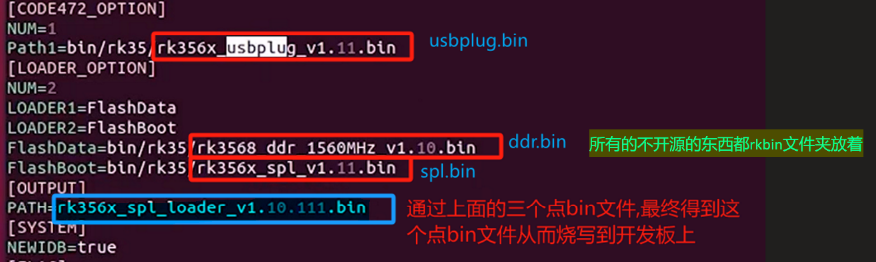 [CODE472_OPTION]
NUM=1
Path1=bin/rk35/rk356x_usbplug_v1.11.bin usbplug.bin
[LOADER_OPTION]
NUM=2
LOADER1=FlashData
LOADER2=FlashBoot
FlashData=bin/rk35/rk3568_ddr_1560MHz_v1.10.bin ddr.bin 所有的不开源的东西都rkbin文件夹放着
FlashBoot=bin/rk35/rk356x_spl_v1.11.bin spl.bin
[OUTPUT]
PATH=rk356x_spl_loader_v1.10.111.bin 通过上面的三个点bin文件,最终得到这
[SYSTEM] 个点bin文件从而烧写到开发板上
NEWIDB=true